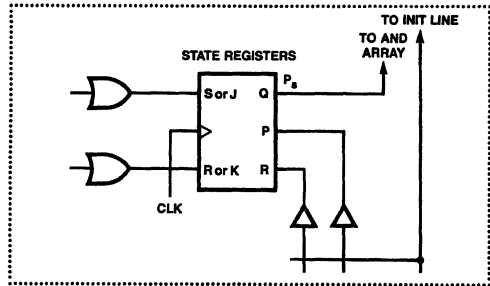 TO INIT LINE
TO AND
ARRAY
STATE REGISTERS
Ps
S or J
Q
P
R or K
R
CLK